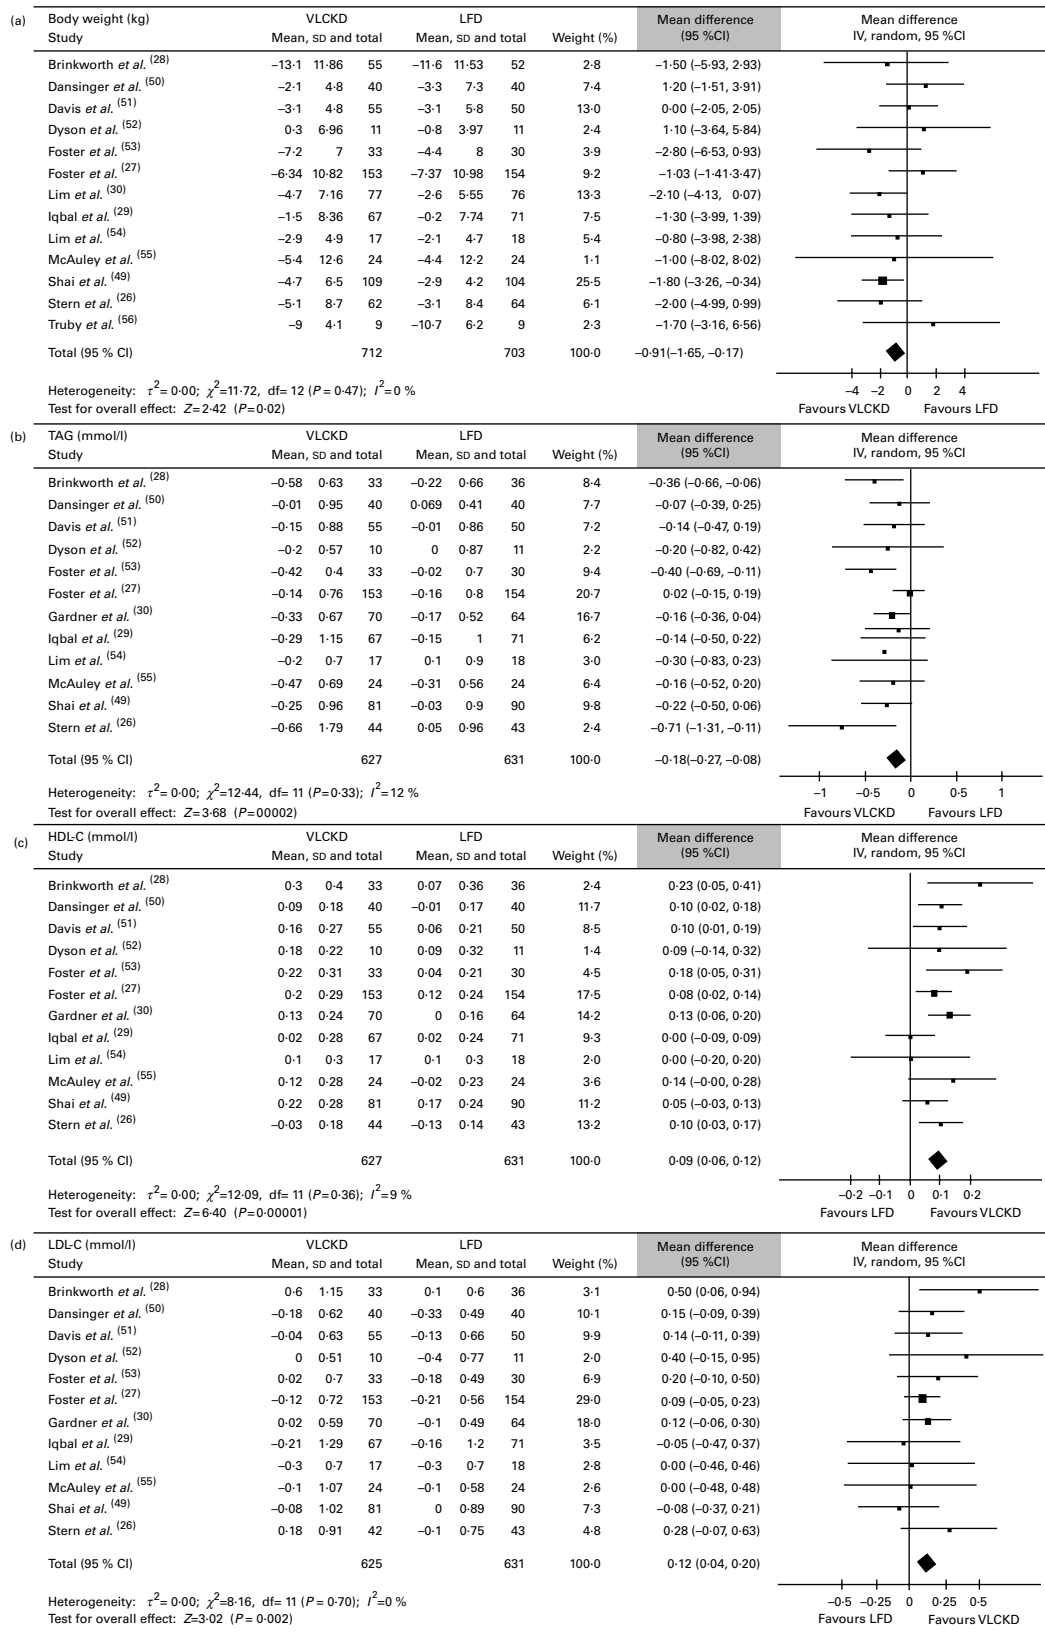 (a) Body weight (kg) VLCKD LFD Mean difference Mean difference
Study Mean, SD and total Mean, SD and total Weight (%) (95 %CI) IV, random, 95 %CI
Brinkworth et al. (28) −13·1 11·86 55 −11·6 11·53 52 2·8 −1·50 (−5·93, 2·93)
Dansinger et al. (50) −2·1 4·8 40 −3·3 7·3 40 7·4 1·20 (−1·51, 3·91)
Davis et al. (51) −3·1 4·8 55 −3·1 5·8 50 13·0 0·00 (−2·05, 2·05)
Dyson et al. (52) 0·3 6·96 11 −0·8 3·97 11 2·4 1·10 (−3·64, 5·84)
Foster et al. (53) −7·2 7 33 −4·4 8 30 3·9 −2·80 (−6·53, 0·93)
Foster et al. (27) −6·34 10·82 153 −7·37 10·98 154 9·2 −1·03 (−1·41·3·47)
Lim et al. (30) −4·7 7·16 77 −2·6 5·55 76 13·3 −2·10 (−4·13, 0·07)
Iqbal et al. (29) −1·5 8·36 67 −0·2 7·74 71 7·5 −1·30 (−3·99, 1·39)
Lim et al. (54) −2·9 4·9 17 −2·1 4·7 18 5·4 −0·80 (−3·98, 2·38)
McAuley et al. (55) −5·4 12·6 24 −4·4 12·2 24 1·1 −1·00 (−8·02, 8·02)
Shai et al. (49) −4·7 6·5 109 −2·9 4·2 104 25·5 −1·80 (−3·26, −0·34)
Stern et al. (26) −5·1 8·7 62 −3·1 8·4 64 6·1 −2·00 (−4·99, 0·99)
Truby et al. (56) −9 4·1 9 −10·7 6·2 9 2·3 −1·70 (−3·16, 6·56)
Total (95 % CI) 712 703 100·0 −0·91(−1·65, −0·17)
Heterogeneity: τ²= 0·00; χ²=11·72, df= 12 (P = 0·47); I²=0 % −4 −2 0 2 4
Test for overall effect: Z=2·42 (P=0·02) Favours VLCKD Favours LFD
(b) TAG (mmol/l) VLCKD LFD Mean difference Mean difference
Study Mean, SD and total Mean, SD and total Weight (%) (95 %CI) IV, random, 95 %CI
Brinkworth et al. (28) −0·58 0·63 33 −0·22 0·66 36 8·4 −0·36 (−0·66, −0·06)
Dansinger et al. (50) −0·01 0·95 40 0·069 0·41 40 7·7 −0·07 (−0·39, 0·25)
Davis et al. (51) −0·15 0·88 55 −0·01 0·86 50 7·2 −0·14 (−0·47, 0·19)
Dyson et al. (52) −0·2 0·57 10 0 0·87 11 2·2 −0·20 (−0·82, 0·42)
Foster et al. (53) −0·42 0·4 33 −0·02 0·7 30 9·4 −0·40 (−0·69, −0·11)
Foster et al. (27) −0·14 0·76 153 −0·16 0·8 154 20·7 0·02 (−0·15, 0·19)
Gardner et al. (30) −0·33 0·67 70 −0·17 0·52 64 16·7 −0·16 (−0·36, 0·04)
Iqbal et al. (29) −0·29 1·15 67 −0·15 1 71 6·2 −0·14 (−0·50, 0·22)
Lim et al. (54) −0·2 0·7 17 0·1 0·9 18 3·0 −0·30 (−0·83, 0·23)
McAuley et al. (55) −0·47 0·69 24 −0·31 0·56 24 6·4 −0·16 (−0·52, 0·20)
Shai et al. (49) −0·25 0·96 81 −0·03 0·9 90 9·8 −0·22 (−0·50, 0·06)
Stern et al. (26) −0·66 1·79 44 0·05 0·96 43 2·4 −0·71 (−1·31, −0·11)
Total (95 % CI) 627 631 100·0 −0·18(−0·27, −0·08)
Heterogeneity: τ²= 0·00; χ²=12·44, df= 11 (P=0·33); I²=12 % −1 −0·5 0 0·5 1
Test for overall effect: Z=3·68 (P=00002) Favours VLCKD Favours LFD
(c) HDL-C (mmol/l) VLCKD LFD Mean difference Mean difference
Study Mean, SD and total Mean, SD and total Weight (%) (95 %CI) IV, random, 95 %CI
Brinkworth et al. (28) 0·3 0·4 33 0·07 0·36 36 2·4 0·23 (0·05, 0·41)
Dansinger et al. (50) 0·09 0·18 40 −0·01 0·17 40 11·7 0·10 (0·02, 0·18)
Davis et al. (51) 0·16 0·27 55 0·06 0·21 50 8·5 0·10 (0·01, 0·19)
Dyson et al. (52) 0·18 0·22 10 0·09 0·32 11 1·4 0·09 (−0·14, 0·32)
Foster et al. (53) 0·22 0·31 33 0·04 0·21 30 4·5 0·18 (0·05, 0·31)
Foster et al. (27) 0·2 0·29 153 0·12 0·24 154 17·5 0·08 (0·02, 0·14)
Gardner et al. (30) 0·13 0·24 70 0 0·16 64 14·2 0·13 (0·06, 0·20)
Iqbal et al. (29) 0·02 0·28 67 0·02 0·24 71 9·3 0·00 (−0·09, 0·09)
Lim et al. (54) 0·1 0·3 17 0·1 0·3 18 2·0 0·00 (−0·20, 0·20)
McAuley et al. (55) 0·12 0·28 24 −0·02 0·23 24 3·6 0·14 (−0·00, 0·28)
Shai et al. (49) 0·22 0·28 81 0·17 0·24 90 11·2 0·05 (−0·03, 0·13)
Stern et al. (26) −0·03 0·18 44 −0·13 0·14 43 13·2 0·10 (0·03, 0·17)
Total (95 % CI) 627 631 100·0 0·09 (0·06, 0·12)
Heterogeneity: τ²= 0·00; χ²=12·09, df= 11 (P=0·36); I²=9 % −0·2 −0·1 0 0·1 0·2
Test for overall effect: Z=6·40 (P=0·00001) Favours LFD Favours VLCKD
(d) LDL-C (mmol/l) VLCKD LFD Mean difference Mean difference
Study Mean, SD and total Mean, SD and total Weight (%) (95 %CI) IV, random, 95 %CI
Brinkworth et al. (28) 0·6 1·15 33 0·1 0·6 36 3·1 0·50 (0·06, 0·94)
Dansinger et al. (50) −0·18 0·62 40 −0·33 0·49 40 10·1 0·15 (−0·09, 0·39)
Davis et al. (51) −0·04 0·63 55 −0·13 0·66 50 9·9 0·14 (−0·11, 0·39)
Dyson et al. (52) 0 0·51 10 −0·4 0·77 11 2·0 0·40 (−0·15, 0·95)
Foster et al. (53) 0·02 0·7 33 −0·18 0·49 30 6·9 0·20 (−0·10, 0·50)
Foster et al. (27) −0·12 0·72 153 −0·21 0·56 154 29·0 0·09 (−0·05, 0·23)
Gardner et al. (30) 0·02 0·59 70 −0·1 0·49 64 18·0 0·12 (−0·06, 0·30)
Iqbal et al. (29) −0·21 1·29 67 −0·16 1·2 71 3·5 −0·05 (−0·47, 0·37)
Lim et al. (54) −0·3 0·7 17 −0·3 0·7 18 2·8 0·00 (−0·46, 0·46)
McAuley et al. (55) −0·1 1·07 24 −0·1 0·58 24 2·6 0·00 (−0·48, 0·48)
Shai et al. (49) −0·08 1·02 81 0 0·89 90 7·3 −0·08 (−0·37, 0·21)
Stern et al. (26) 0·18 0·91 42 −0·1 0·75 43 4·8 0·28 (−0·07, 0·63)
Total (95 % CI) 625 631 100·0 0·12 (0·04, 0·20)
Heterogeneity: τ²= 0·00; χ²=8·16, df= 11 (P = 0·70); I²=0 % −0·5 −0·25 0 0·25 0·5
Test for overall effect: Z=3·02 (P = 0·002) Favours LFD Favours VLCKD